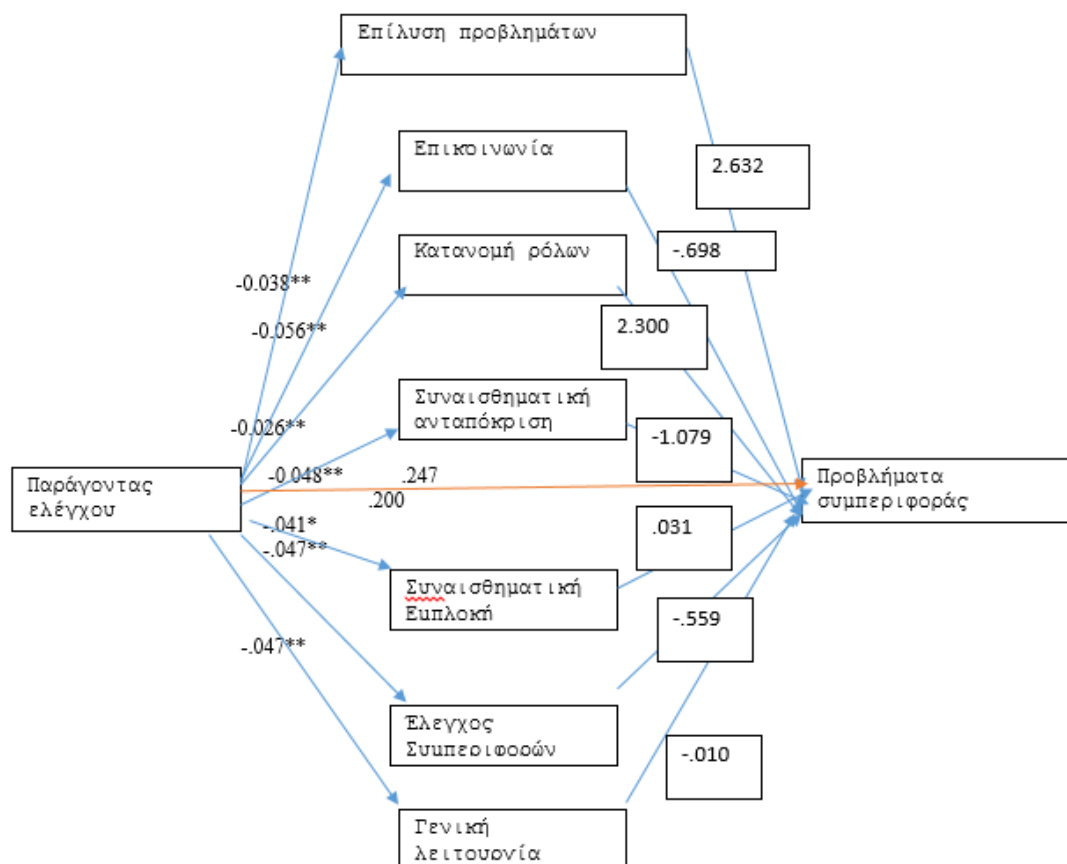 Επίλυση προβλημάτων
Επικοινωνία
2.632
-.698
Κατανομή ρόλων
-0.038**
-0.056**
2.300
Συναισθηματική
ανταπόκριση
-0.026**
-1.079
Παράγοντας
ελέγχου
-0.048**
.247
.200
Προβλήματα
συμπεριφοράς
-.041*
-.047**
.031
Συναισθηματική
Εμπλοκή
-.559
-.047**
Έλεγχος
Συμπεριφορών
-.010
Γενική
λειτουργία